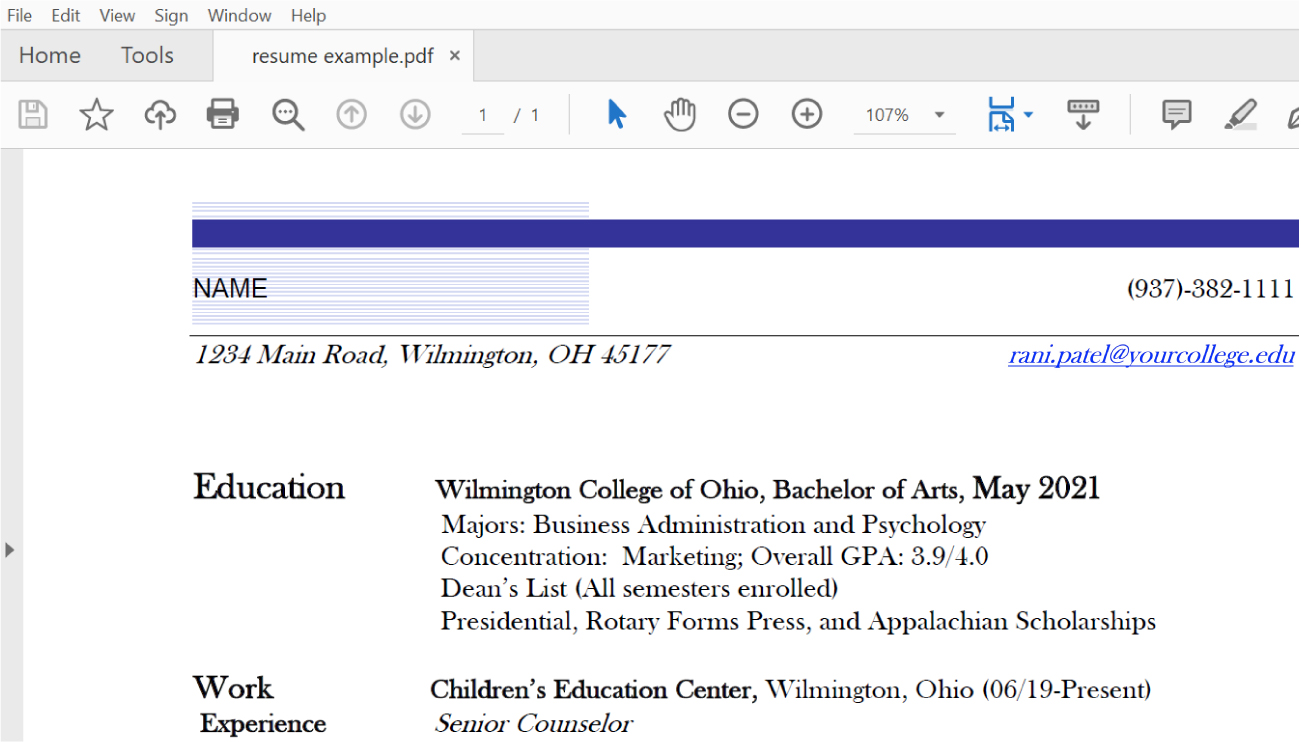 File Edit View Sign Window Help
Home Tools resume example.pdf ×
1 / 1 107%
NAME (937)-382-1111
1234 Main Road, Wilmington, OH 45177 rani.patel@yourcollege.edu
Education Wilmington College of Ohio, Bachelor of Arts, May 2021
Majors: Business Administration and Psychology
Concentration:  Marketing; Overall GPA: 3.9/4.0
Dean’s List (All semesters enrolled)
Presidential, Rotary Forms Press, and Appalachian Scholarships
Work Children’s Education Center, Wilmington, Ohio (06/19-Present)
Experience Senior Counselor